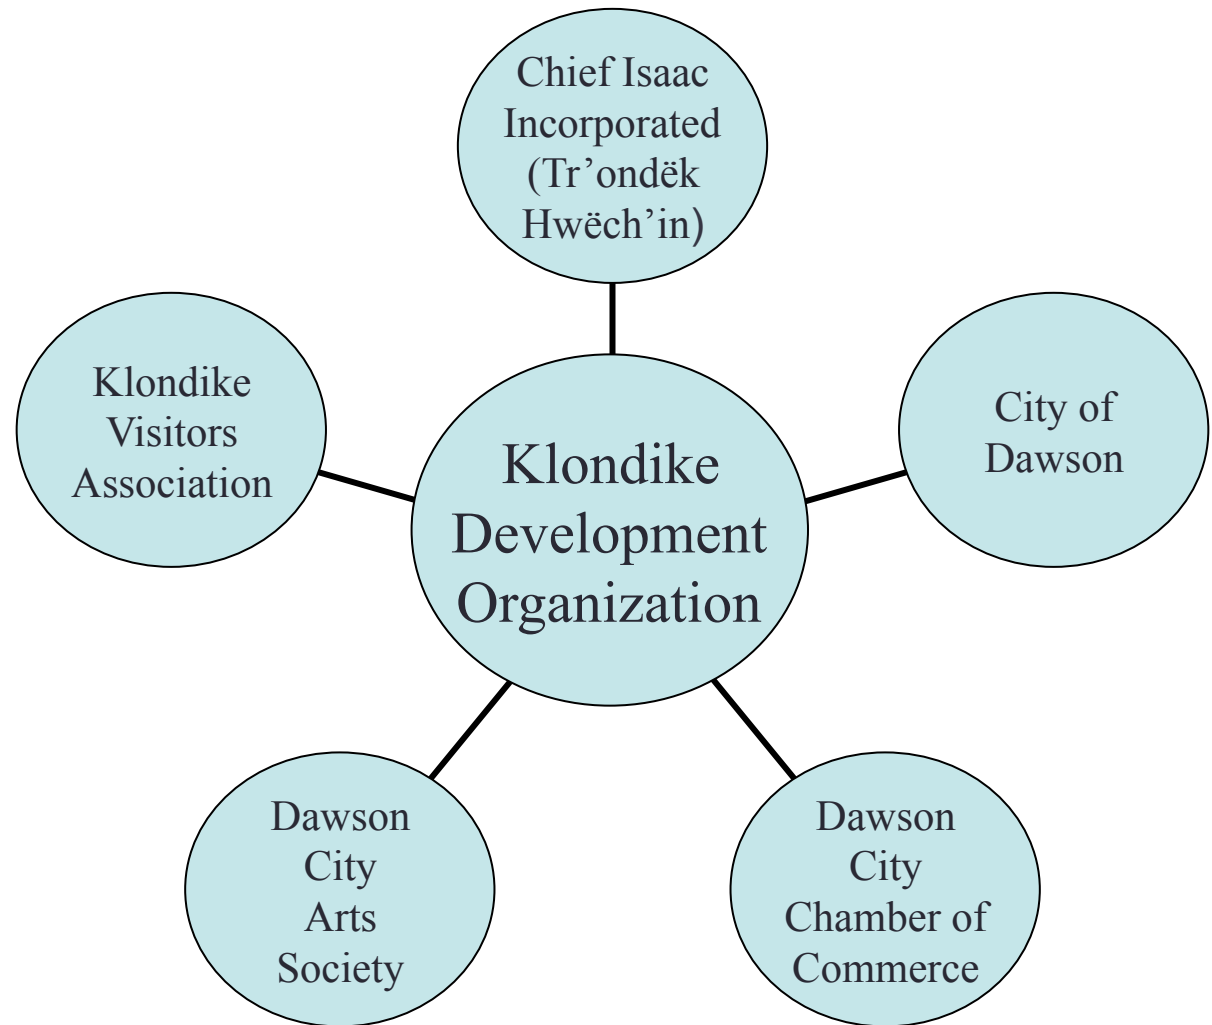 Chief Isaac
Incorporated
(Tr’ondëk
Hwëch’in)
Klondike
Visitors
Association
City of
Dawson
Klondike
Development
Organization
Dawson
City
Arts
Society
Dawson
City
Chamber of
Commerce